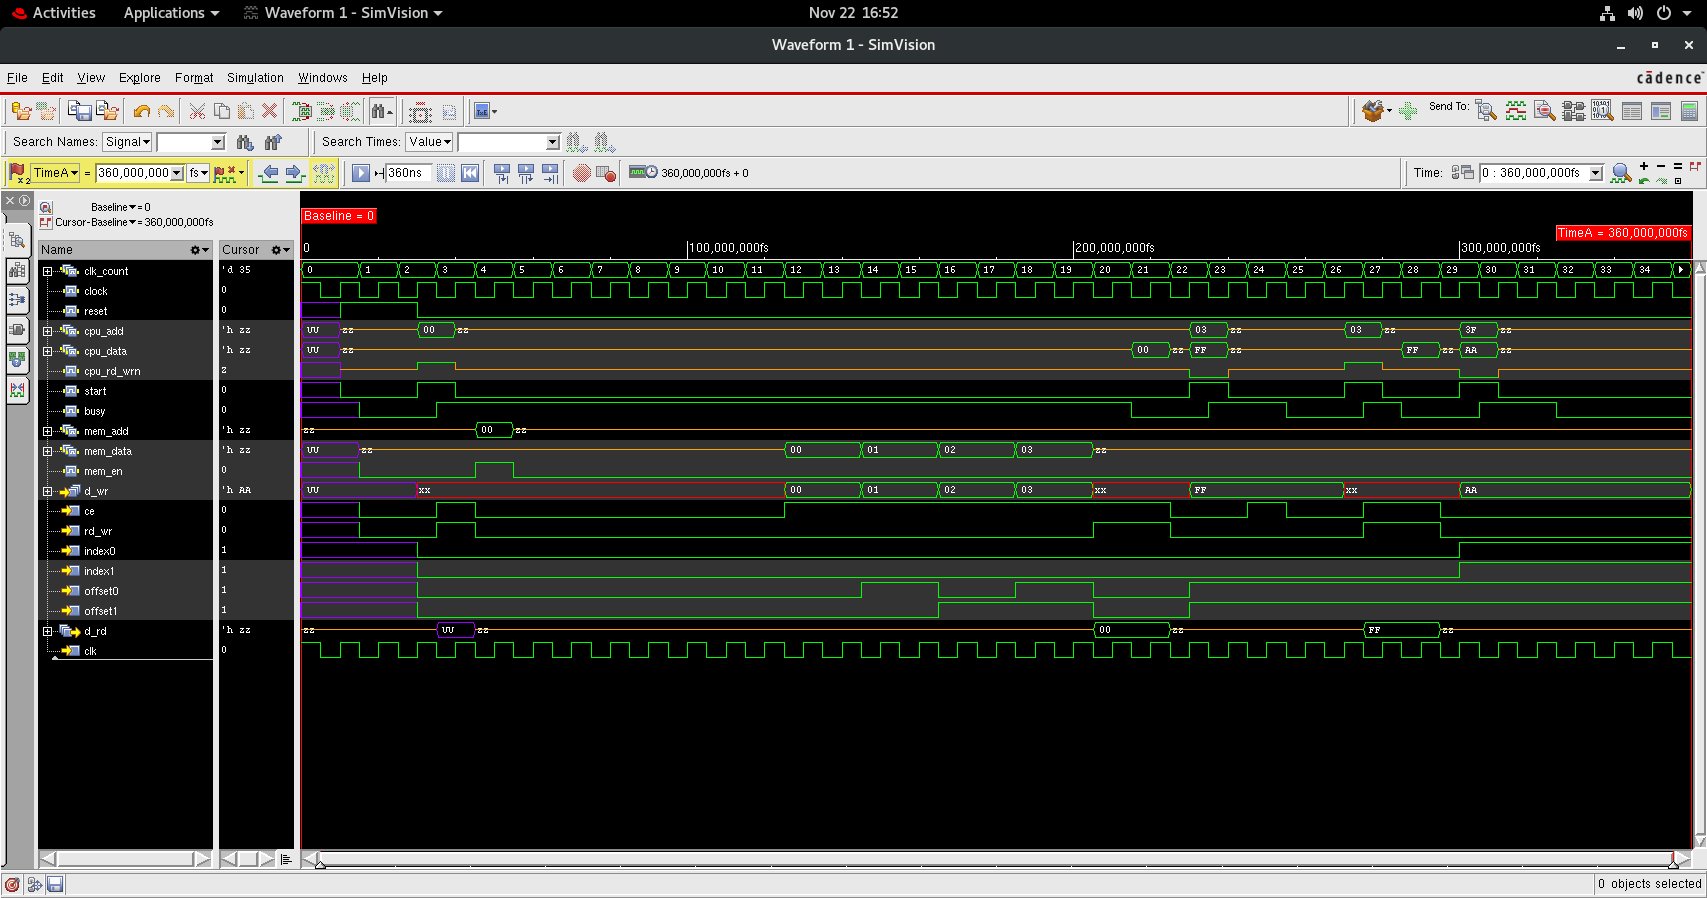 Activities Applications Waveform 1 - SimVision Nov 22 16:52
Waveform 1 - SimVision
File Edit View Explore Format Simulation Windows Help cādence
Send To:
Search Names: Signal Search Times: Value
TimeA = 360,000,000 fs 360ns 360,000,000fs + 0 Time: 0 : 360,000,000fs
Baseline = 0
Cursor-Baseline = 360,000,000fs
Baseline = 0
TimeA = 360,000,000fs
Name Cursor 0 100,000,000fs 200,000,000fs 300,000,000fs
clk_count 'd 35 0 1 2 3 4 5 6 7 8 9 10 11 12 13 14 15 16 17 18 19 20 21 22 23 24 25 26 27 28 29 30 31 32 33 34
clock 0
reset 0
cpu_add 'h zz UU zz 00 zz 03 zz 03 zz 3F zz
cpu_data 'h zz UU zz 00 zz FF zz FF zz AA zz
cpu_rd_wrn z
start 0
busy 0
mem_add 'h zz zz 00 zz
mem_data 'h zz UU zz 00 01 02 03 zz
mem_en 0
d_wr 'h AA UU xx 00 01 02 03 xx FF xx AA
ce 0
rd_wr 0
index0 1
index1 1
offset0 1
offset1 1
d_rd 'h zz zz UU zz 00 zz FF zz
clk 0
0 objects selected